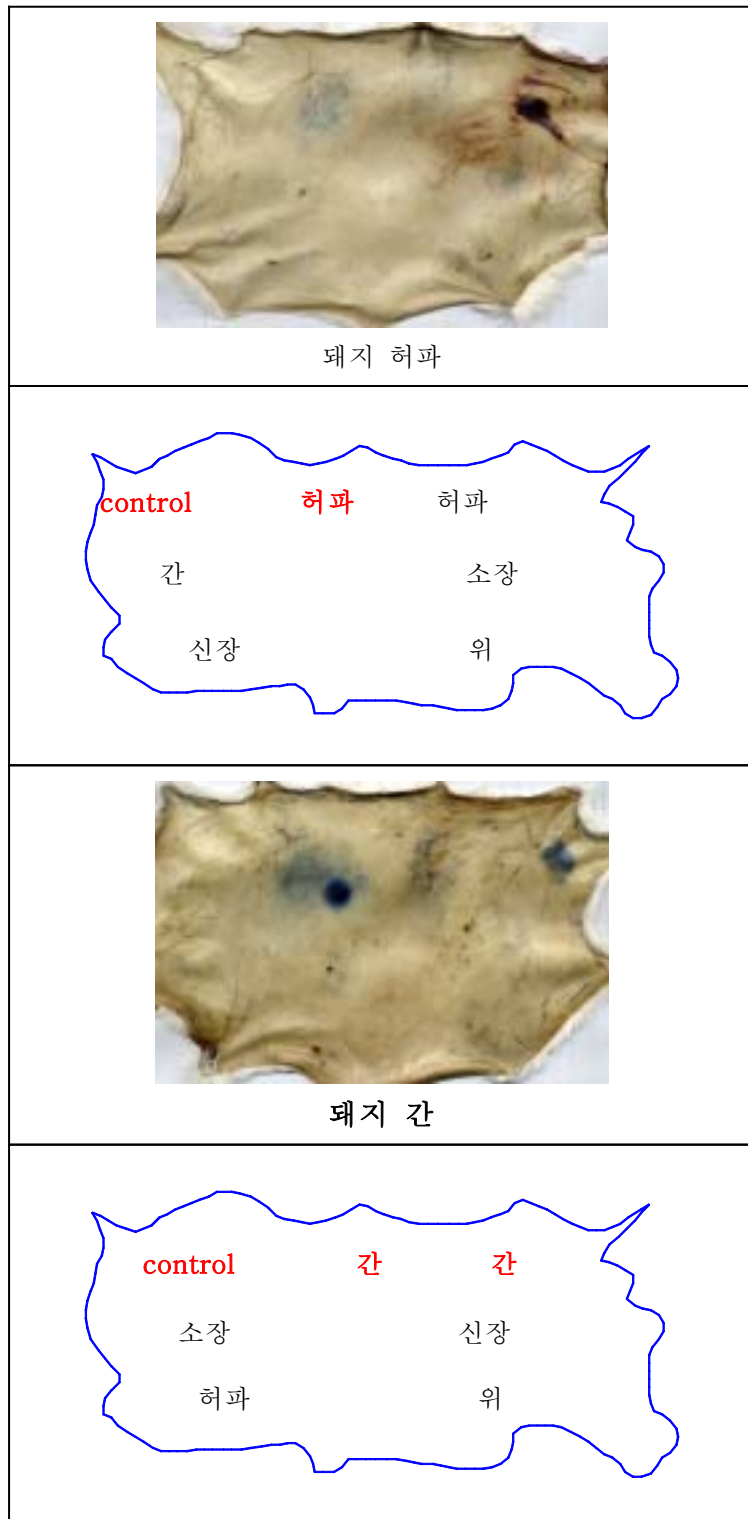 돼지 허파
control 허파 허파
간 소장
신장 위
돼지 간
control 간 간
소장 신장
허파 위